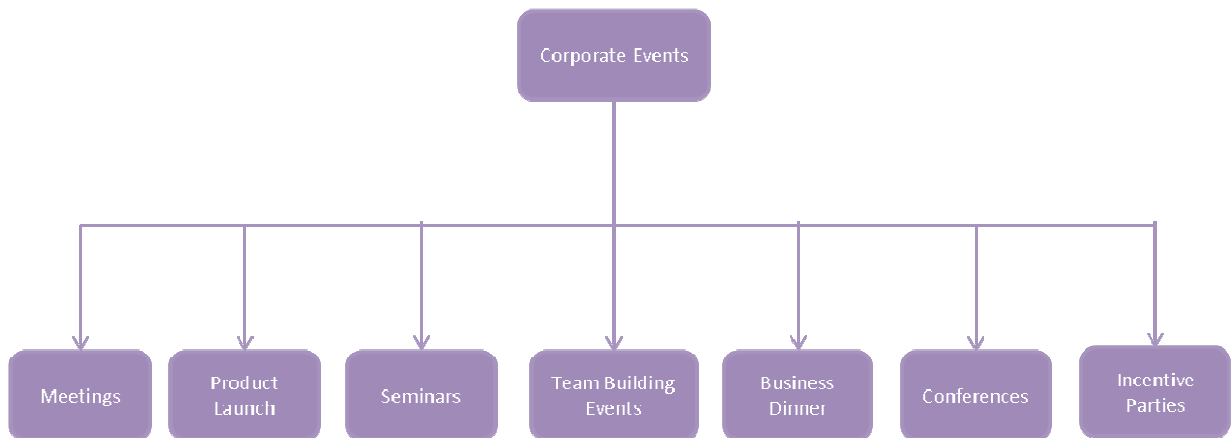 Corporate Events
Meetings
Product
Launch
Seminars
Team Building
Events
Business
Dinner
Conferences
Incentive
Parties